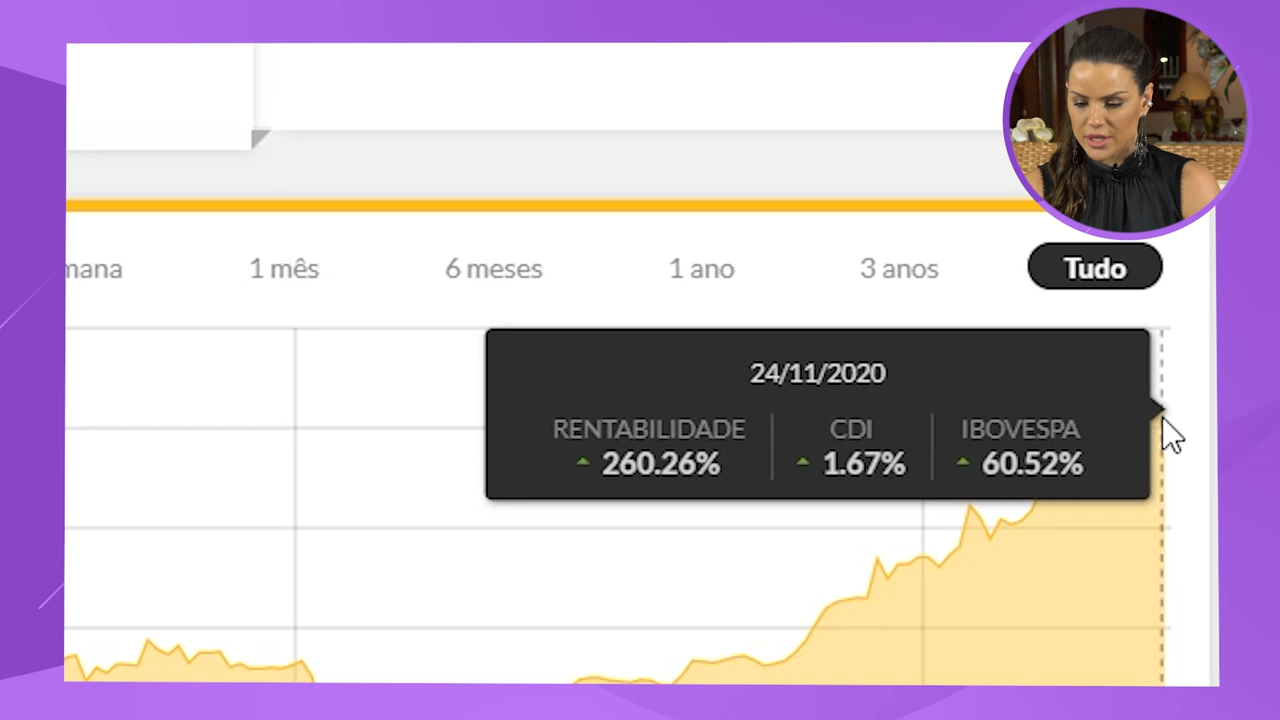 mana 1 mês 6 meses 1 ano 3 anos Tudo
24/11/2020
RENTABILIDADE CDI IBOVESPA
260.26% 1.67% 60.52%